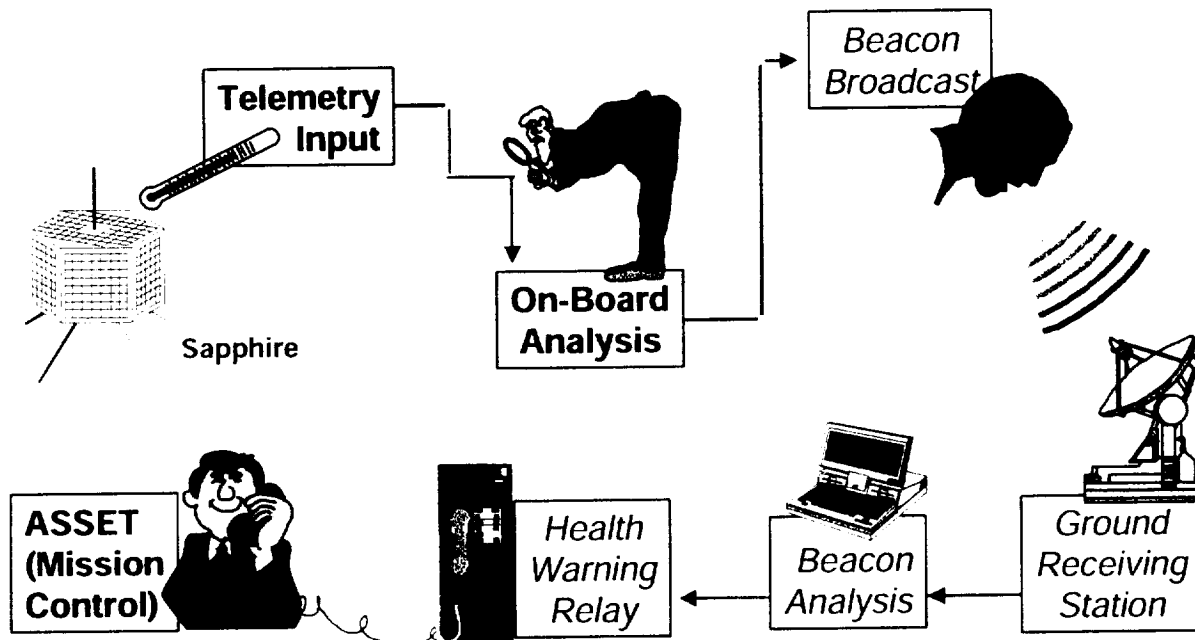 Telemetry
Input
Beacon
Broadcast
On-Board
Analysis
Sapphire
ASSET
(Mission
Control)
Health
Warning
Relay
Beacon
Analysis
Ground
Receiving
Station